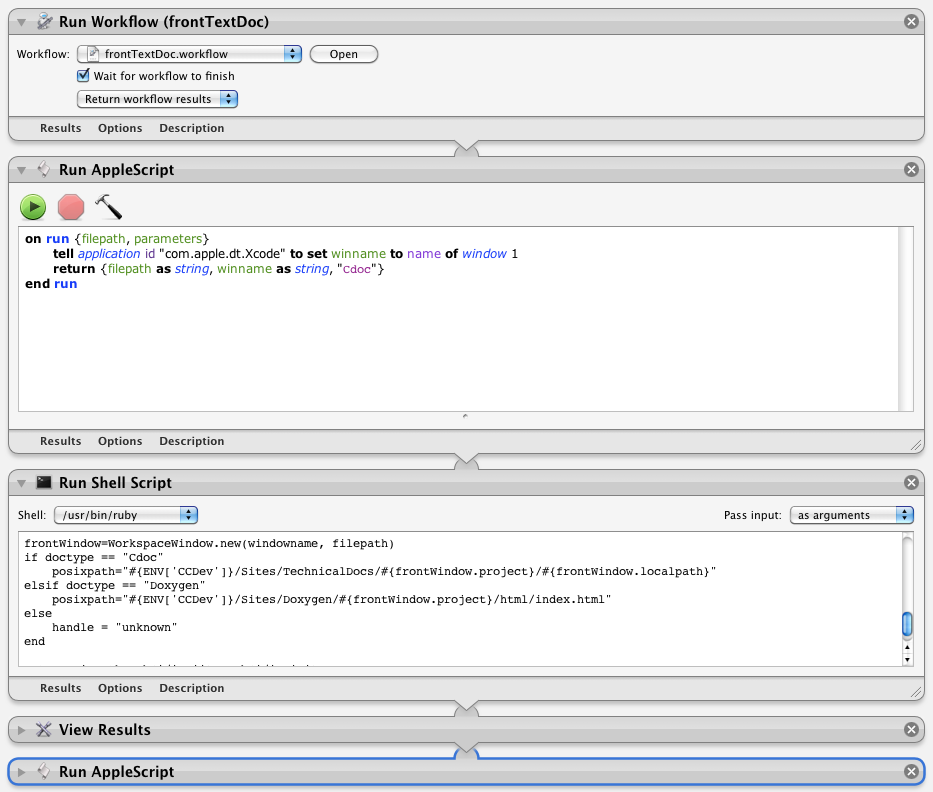 Run Workflow (frontTextDoc)
Workflow: frontTextDoc.workflow Open
Wait for workflow to finish
Return workflow results
Results Options Description
Run AppleScript
on run {filepath, parameters}
tell application id "com.apple.dt.Xcode" to set winname to name of window 1
return {filepath as string, winname as string, "Cdoc"}
end run
Results Options Description
Run Shell Script
Shell: /usr/bin/ruby Pass input: as arguments
frontWindow=WorkspaceWindow.new(windowname, filepath)
if doctype == "Cdoc"
posixpath="#{ENV['CCDev']}/Sites/TechnicalDocs/#{frontWindow.project}/#{frontWindow.localpath}"
elsif doctype == "Doxygen"
posixpath="#{ENV['CCDev']}/Sites/Doxygen/#{frontWindow.project}/html/index.html"
else
handle = "unknown"
end
Results Options Description
View Results
Run AppleScript